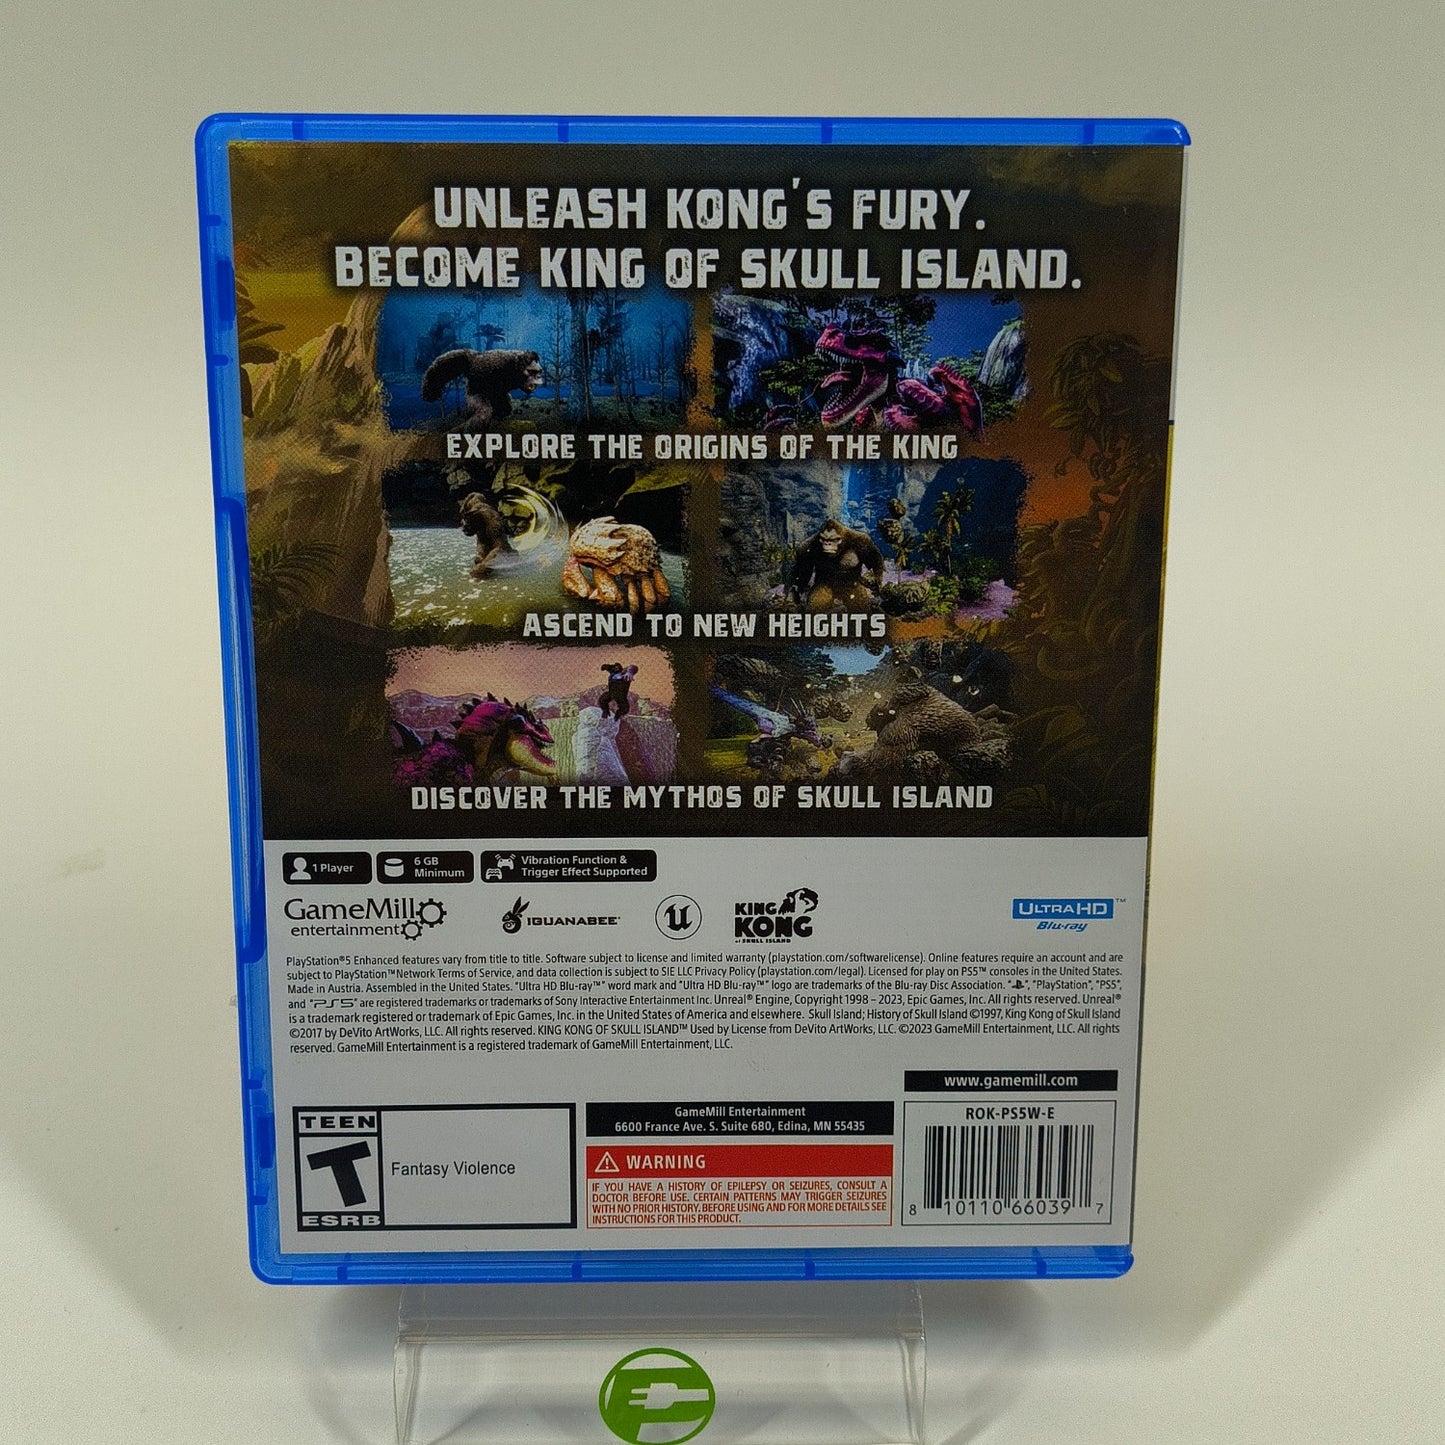 UNLEASH KONG'S FURY.
BECOME KING OF SKULL ISLAND.
EXPLORE THE ORIGINS OF THE KING
ASCEND TO NEW HEIGHTS
DISCOVER THE MYTHOS OF SKULL ISLAND
1 Player
6 GB
Minimum
Vibration Function &
Trigger Effect Supported
GameMill
entertainment
IGUANABEE
KING
KONG
OF SKULL ISLAND
ULTRA HD™
Blu-ray
PlayStation®5 Enhanced features vary from title to title. Software subject to license and limited warranty (playstation.com/softwarelicense). Online features require an account and are
subject to PlayStation™Network Terms of Service, and data collection is subject to SIE LLC Privacy Policy (playstation.com/legal). Licensed for play on PS5™ consoles in the United States.
Made in Austria. Assembled in the United States. "Ultra HD Blu-ray™" word mark and "Ultra HD Blu-ray™" logo are trademarks of the Blu-ray Disc Association. "", "PlayStation", "PS5",
and "PS5" are registered trademarks or trademarks of Sony Interactive Entertainment Inc. Unreal® Engine, Copyright 1998 – 2023, Epic Games, Inc. All rights reserved. Unreal®
is a registered trademark or trademark of Epic Games, Inc. in the United States of America and elsewhere. Skull Island; History of Skull Island ©1997, King Kong of Skull Island
©2017 by DeVito ArtWorks, LLC. All rights reserved. KING KONG OF SKULL ISLAND™ Used by License from DeVito ArtWorks, LLC. ©2023 GameMill Entertainment, LLC. All rights
reserved. GameMill Entertainment is a registered trademark of GameMill Entertainment, LLC.
www.gamemill.com
TEEN
T
ESRB
Fantasy Violence
GameMill Entertainment
6600 France Ave. S. Suite 680, Edina, MN 55435
WARNING
IF YOU HAVE A HISTORY OF EPILEPSY OR SEIZURES, CONSULT A
DOCTOR BEFORE USE. CERTAIN PATTERNS MAY TRIGGER SEIZURES
WITH NO PRIOR HISTORY. BEFORE USING AND FOR MORE DETAILS SEE
INSTRUCTIONS FOR THIS PRODUCT.
ROK-PS5W-E
8 10110 66039 7